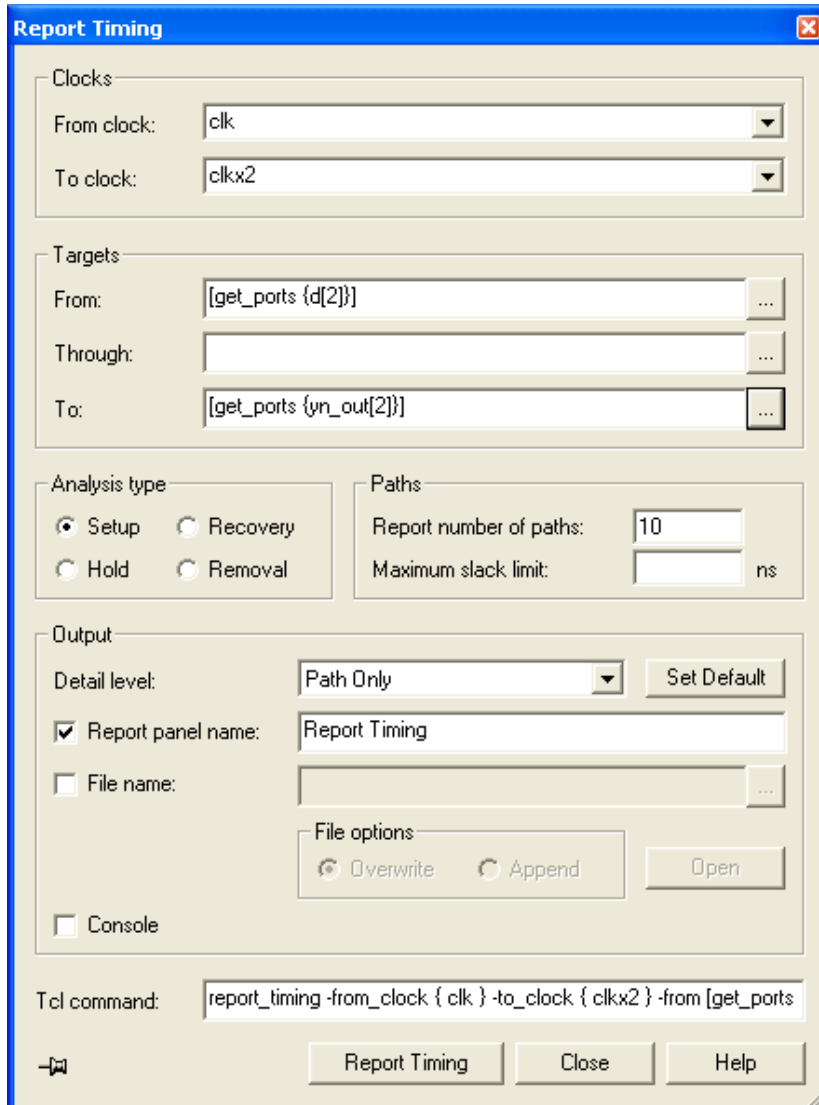 Report Timing
Clocks
From clock: clk
To clock: clkx2
Targets
From: [get_ports {d[2]}] ...
Through: ...
To: [get_ports {yn_out[2]}] ...
Analysis type Paths
Setup Recovery Report number of paths: 10
Hold Removal Maximum slack limit: ns
Output
Detail level: Path Only Set Default
Report panel name: Report Timing
File name: ...
File options
Overwrite Append Open
Console
Tcl command: report_timing -from_clock { clk } -to_clock { clkx2 } -from [get_ports
Report Timing Close Help